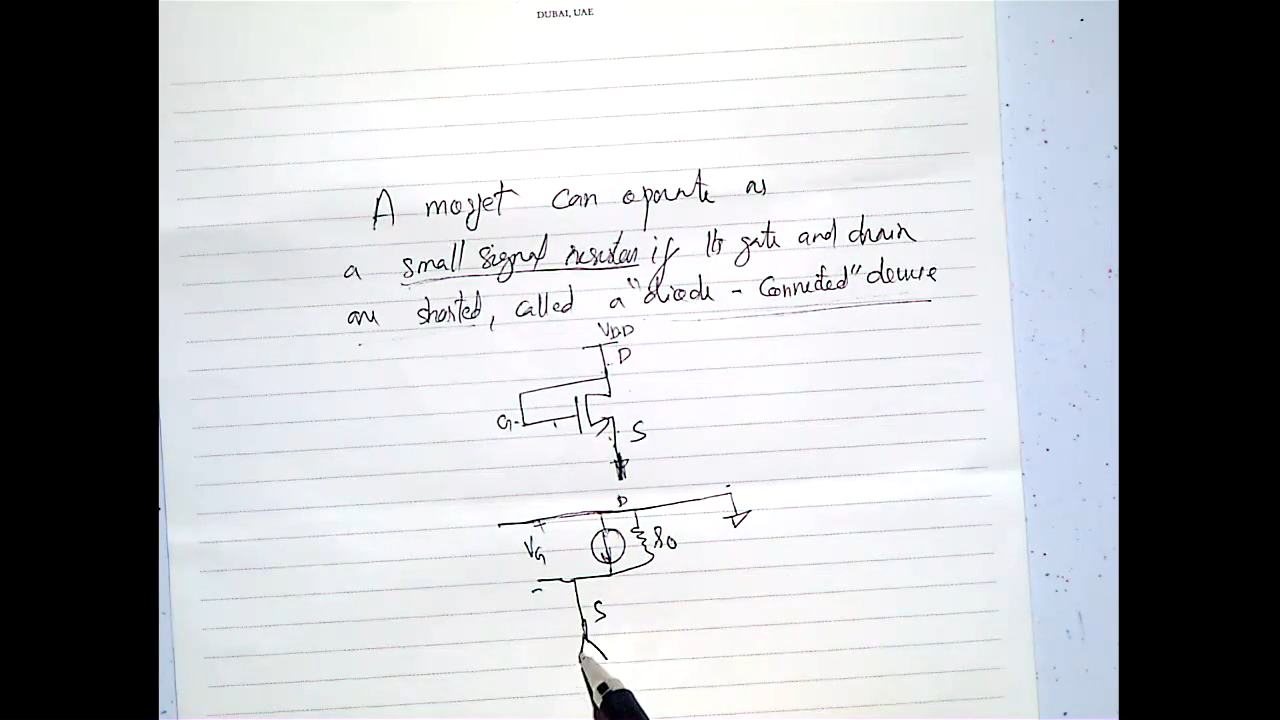 DUBAI, UAE
A mosfet can operate as
a small signal resistor if its gate and drain
are shorted, called a "diode - connected" device
VDD
D
G
S
D
+
VG
ro
-
S